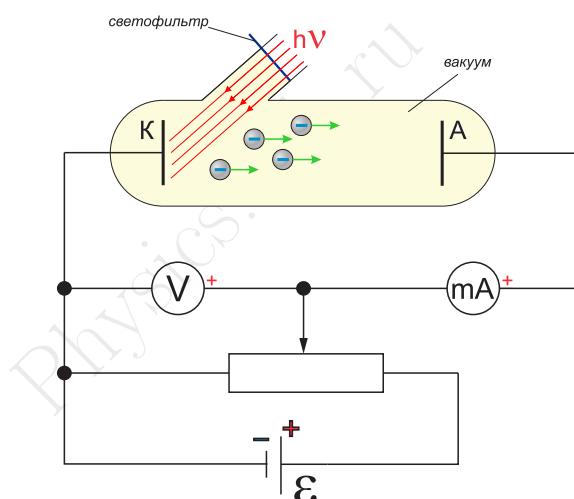 светофильтр
hν
вакуум
К
А
V
+
mA
+
- +
ε
Physics.ru